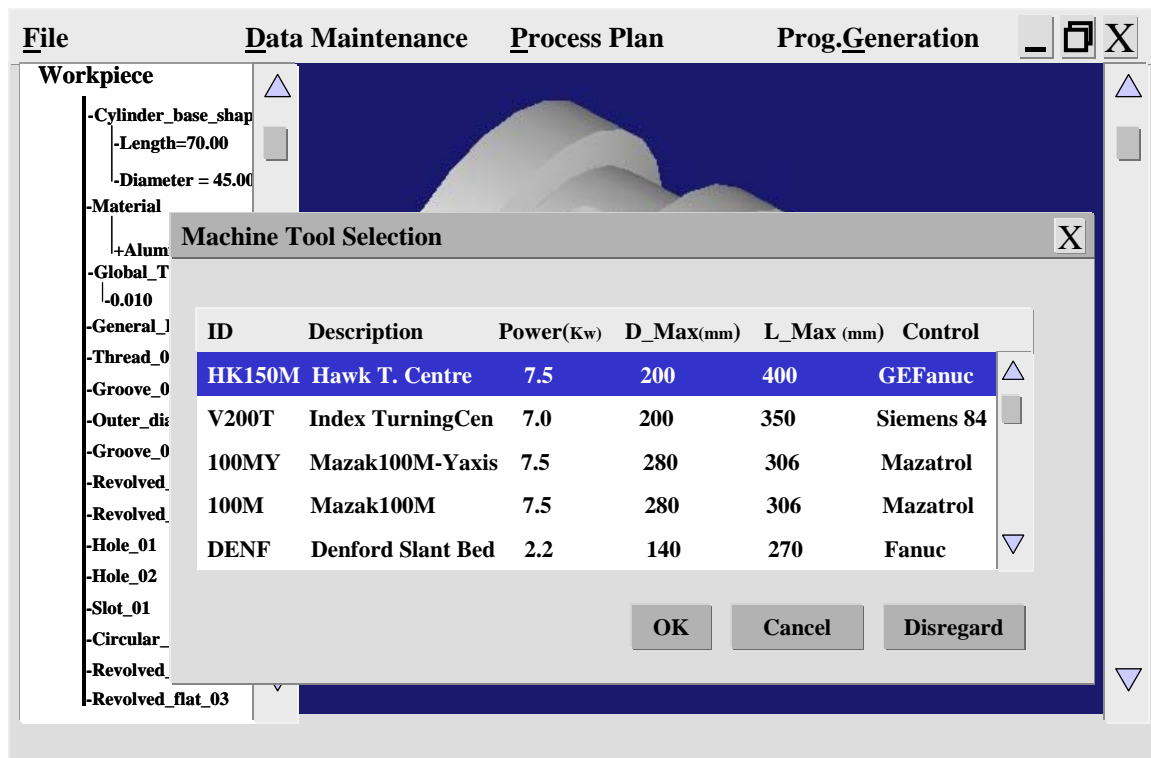 File Data Maintenance Process Plan Prog.Generation _ X
Workpiece
-Cylinder_base_shap
-Length=70.00
-Diameter = 45.00
-Material
+Alum
-Global_T
-0.010
-General_
-Thread_0
-Groove_0
-Outer_dia
-Groove_0
-Revolved_
-Revolved_
-Hole_01
-Hole_02
-Slot_01
-Circular_
-Revolved_
-Revolved_flat_03
Machine Tool Selection X
ID Description Power(Kw) D_Max(mm) L_Max (mm) Control
HK150M Hawk T. Centre 7.5 200 400 GEFanuc
V200T Index TurningCen 7.0 200 350 Siemens 84
100MY Mazak100M-Yaxis 7.5 280 306 Mazatrol
100M Mazak100M 7.5 280 306 Mazatrol
DENF Denford Slant Bed 2.2 140 270 Fanuc
OK Cancel Disregard